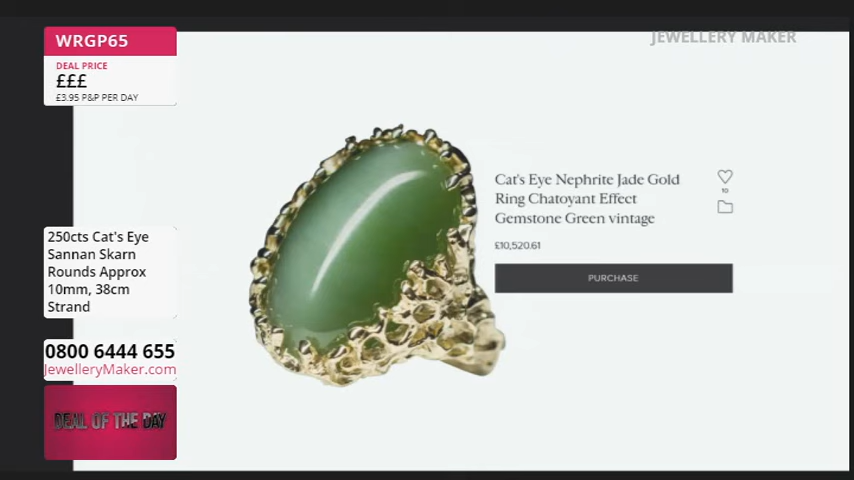 WRGP65
DEAL PRICE
£££
£3.95 P&P PER DAY
250cts Cat's Eye
Sannan Skarn
Rounds Approx
10mm, 38cm
Strand
0800 6444 655
JewelleryMaker.com
DEAL OF THE DAY
JEWELLERY MAKER
Cat's Eye Nephrite Jade Gold
Ring Chatoyant Effect
Gemstone Green vintage
10
£10,520.61
PURCHASE